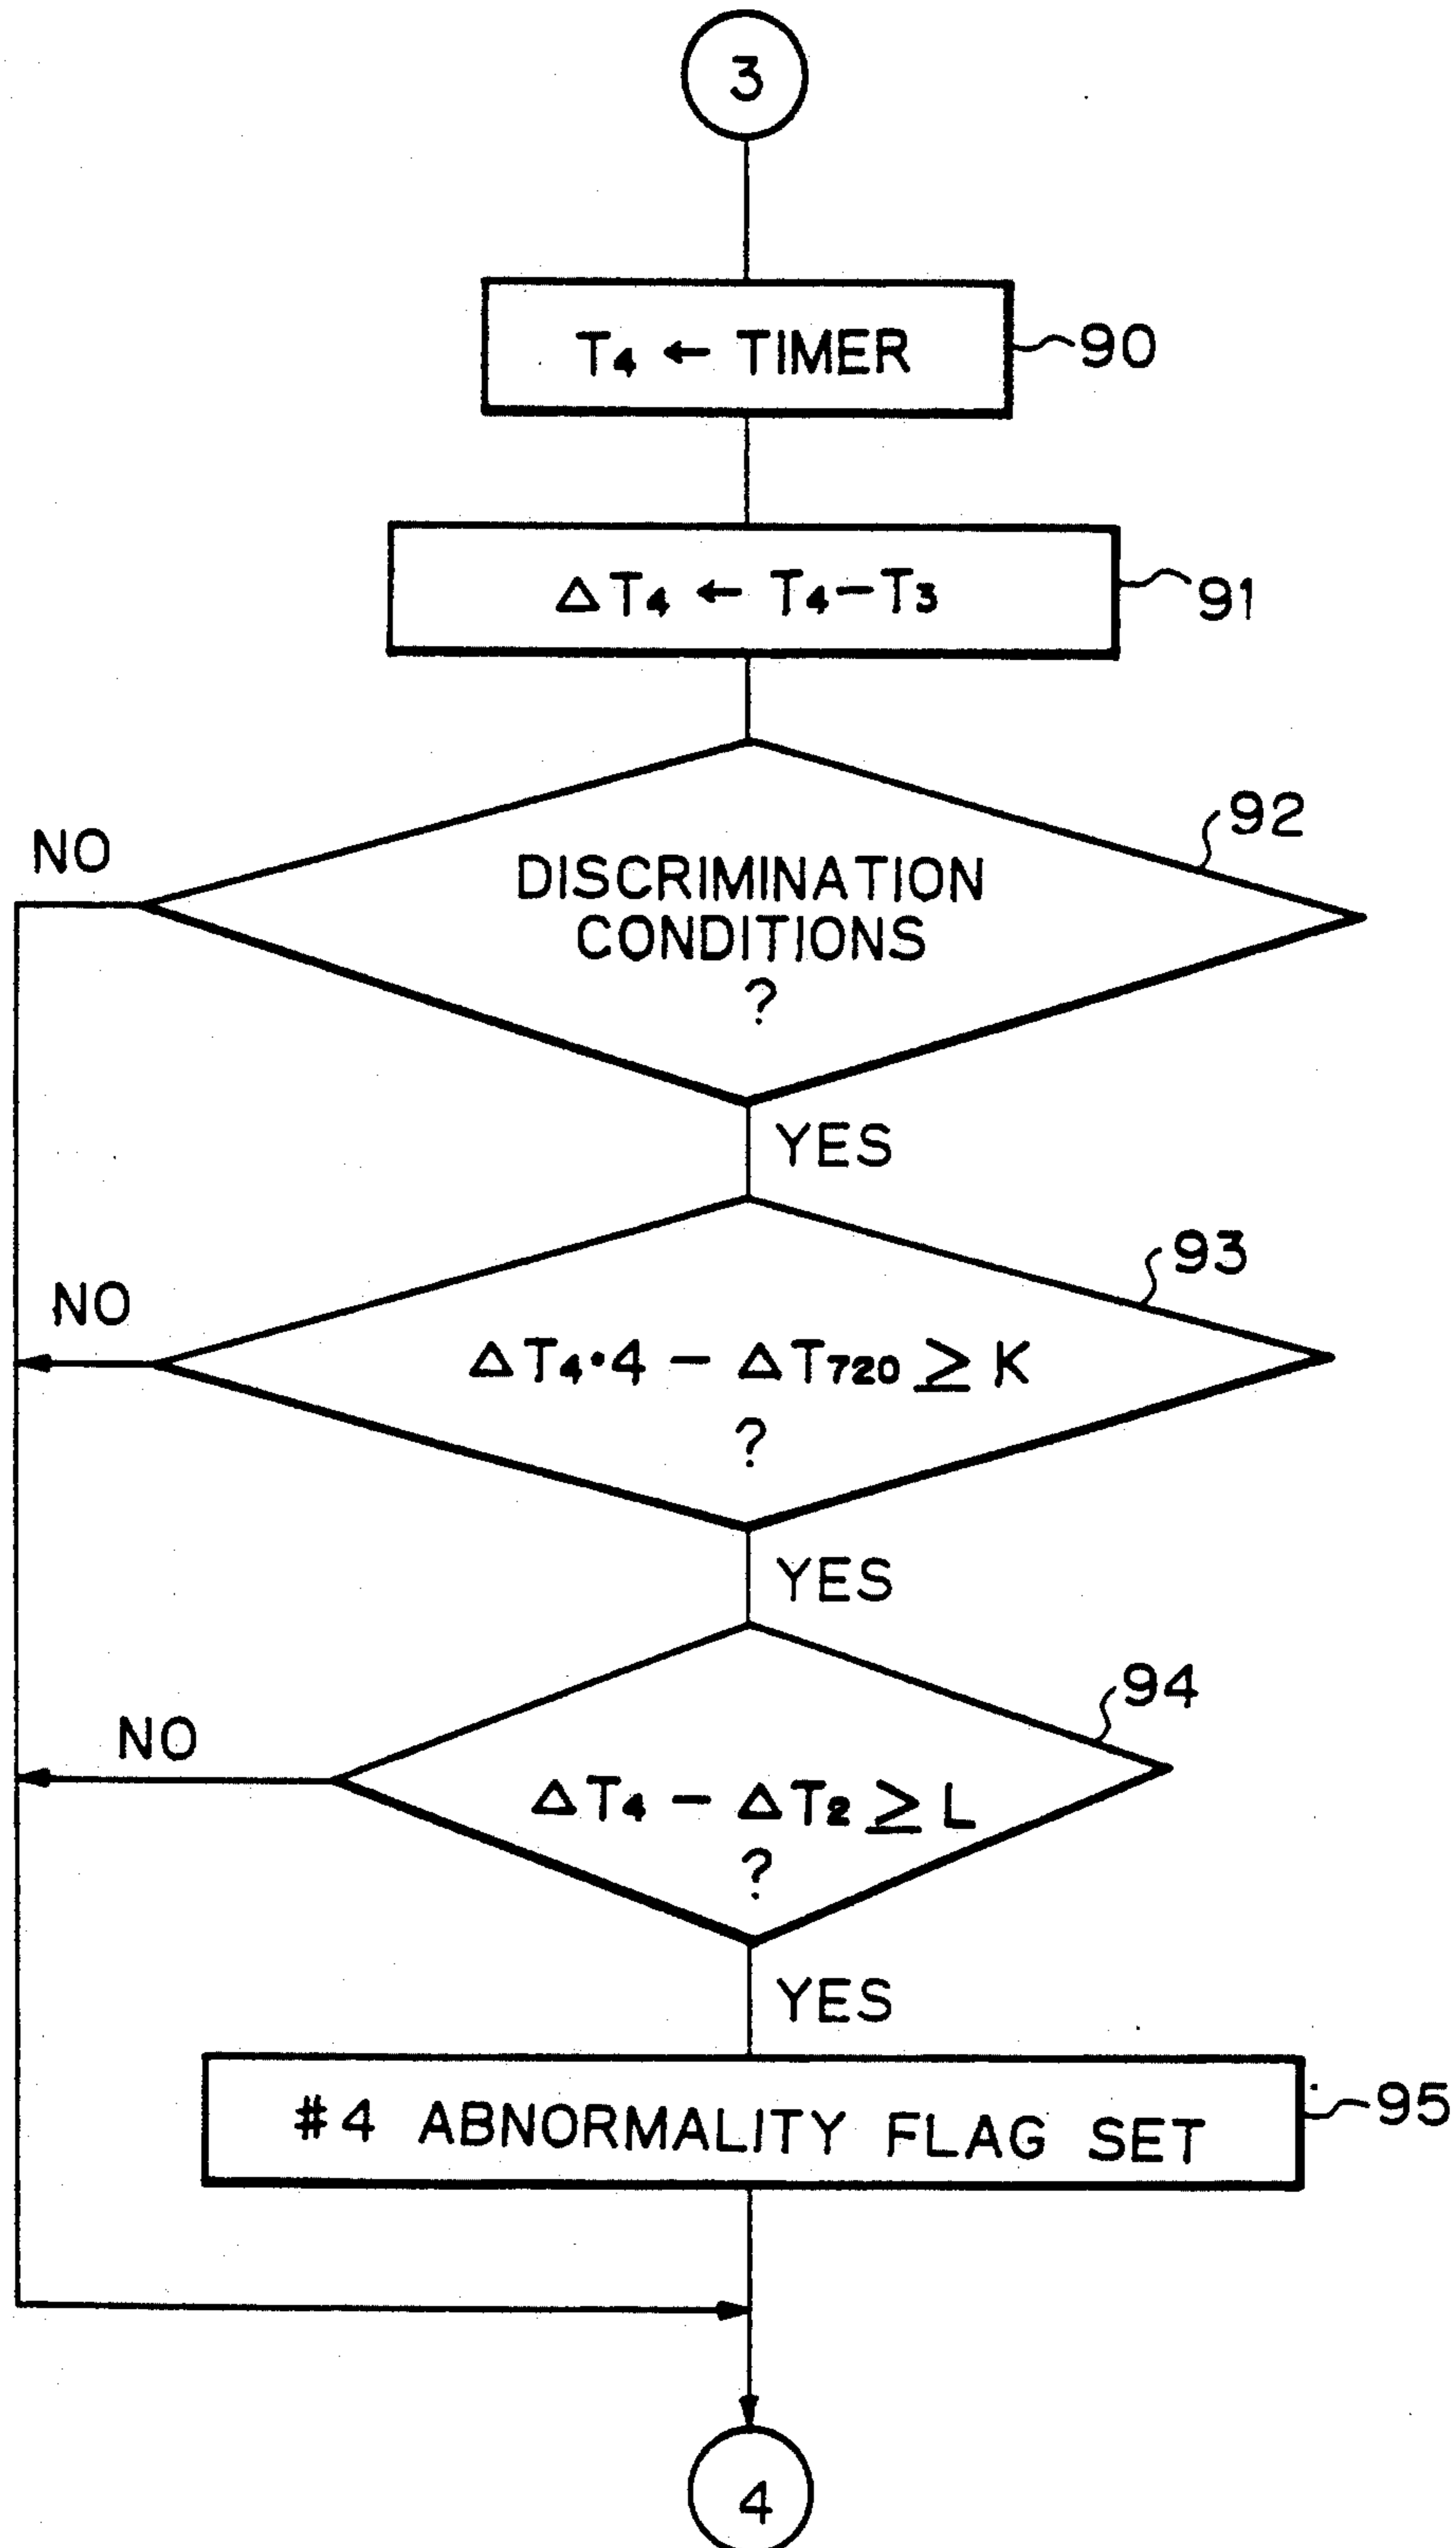 3
T₄ ← TIMER
90
ΔT₄ ← T₄-T₃
91
92
NO
DISCRIMINATION
CONDITIONS
?
YES
93
NO
ΔT₄·4 - ΔT₇₂₀ ≥ K
?
YES
94
NO
ΔT₄ - ΔT₂ ≥ L
?
YES
#4 ABNORMALITY FLAG SET
95
4